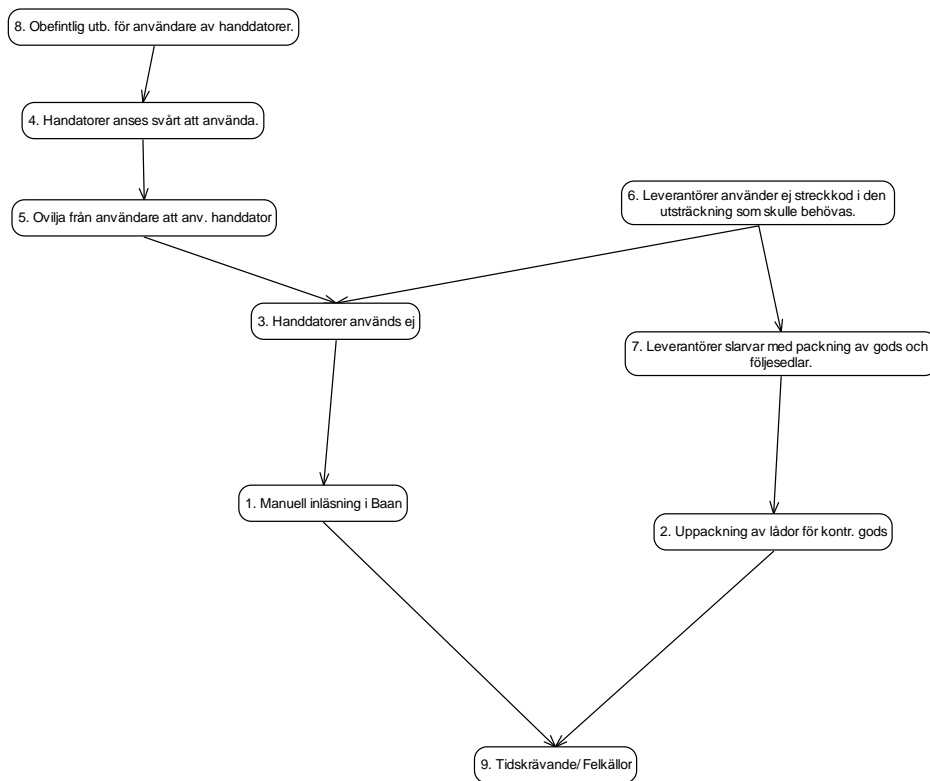 8. Obefintlig utb. för användare av handdatorer.
4. Handatorer anses svårt att använda.
5. Ovilja från användare att anv. handdator
6. Leverantörer använder ej streckkod i den
utsträckning som skulle behövas.
3. Handdatorer används ej
7. Leverantörer slarvar med packning av gods och
följesedlar.
1. Manuell inläsning i Baan
2. Uppackning av lådor för kontr. gods
9. Tidskrävande/ Felkällor